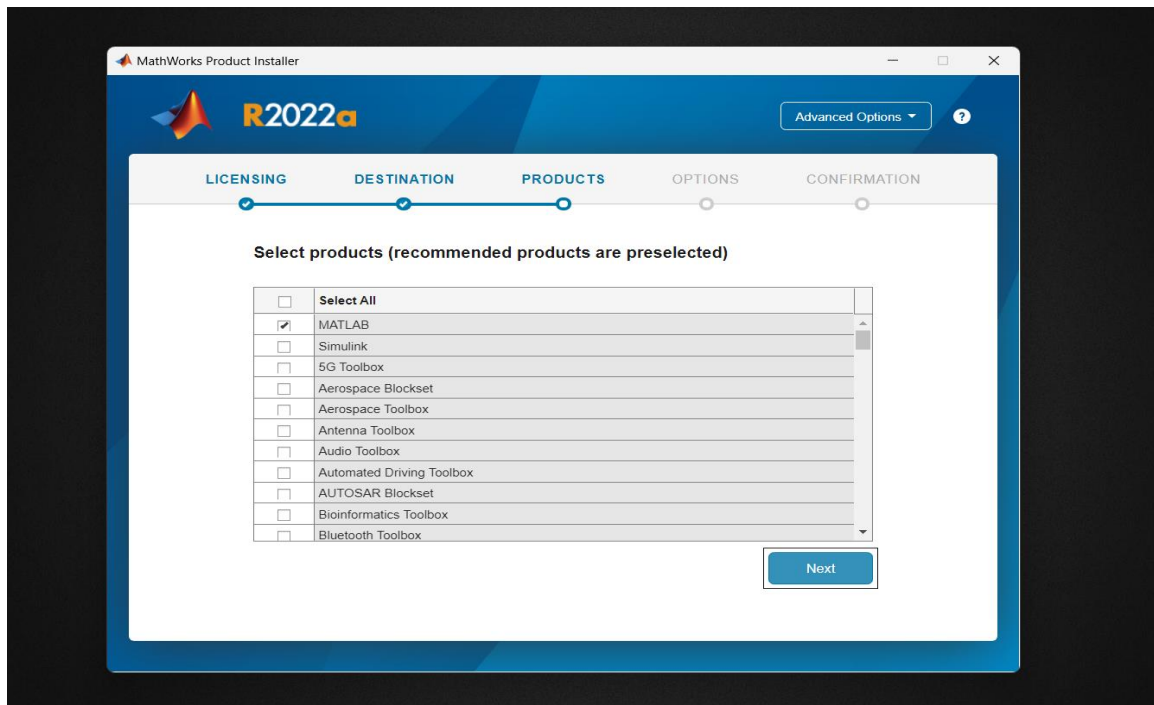 MathWorks Product Installer
R2022a
Advanced Options
?
LICENSING DESTINATION PRODUCTS OPTIONS CONFIRMATION
Select products (recommended products are preselected)
Select All
MATLAB
Simulink
5G Toolbox
Aerospace Blockset
Aerospace Toolbox
Antenna Toolbox
Audio Toolbox
Automated Driving Toolbox
AUTOSAR Blockset
Bioinformatics Toolbox
Bluetooth Toolbox
Next